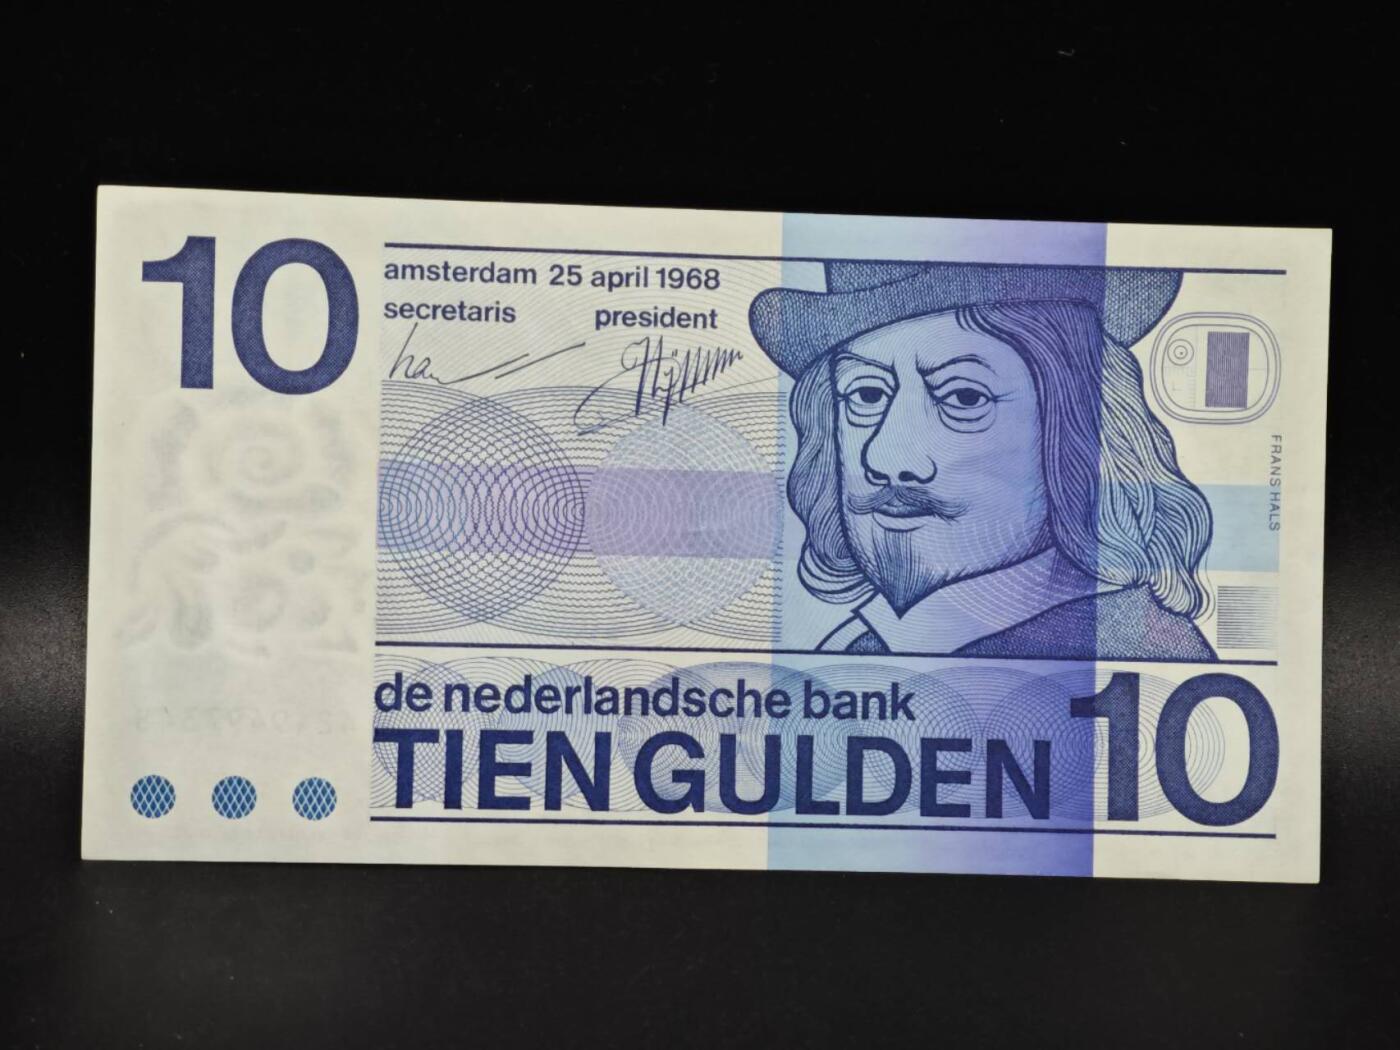 10
amsterdam 25 april 1968
secretaris president
FRANS HALS
de nederlandsche bank
TIEN GULDEN 10